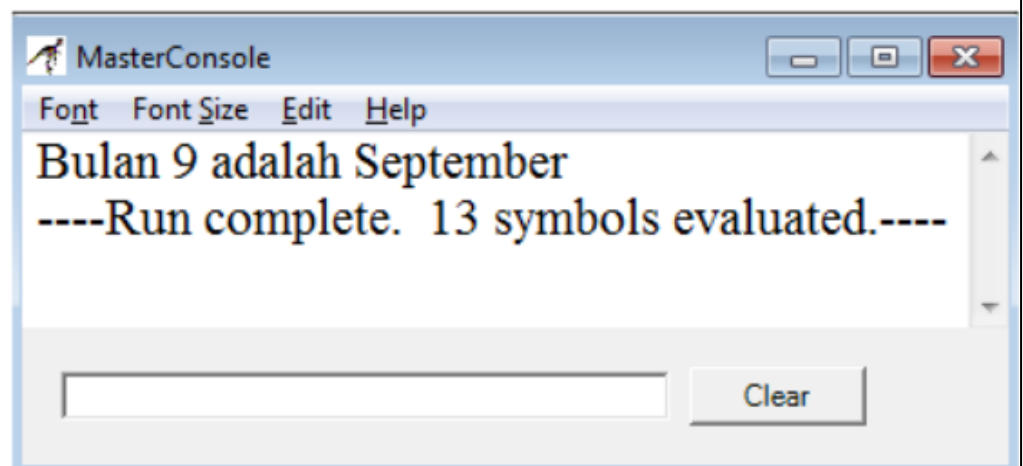 MasterConsole
Font Font Size Edit Help
Bulan 9 adalah September
----Run complete.  13 symbols evaluated.----
Clear